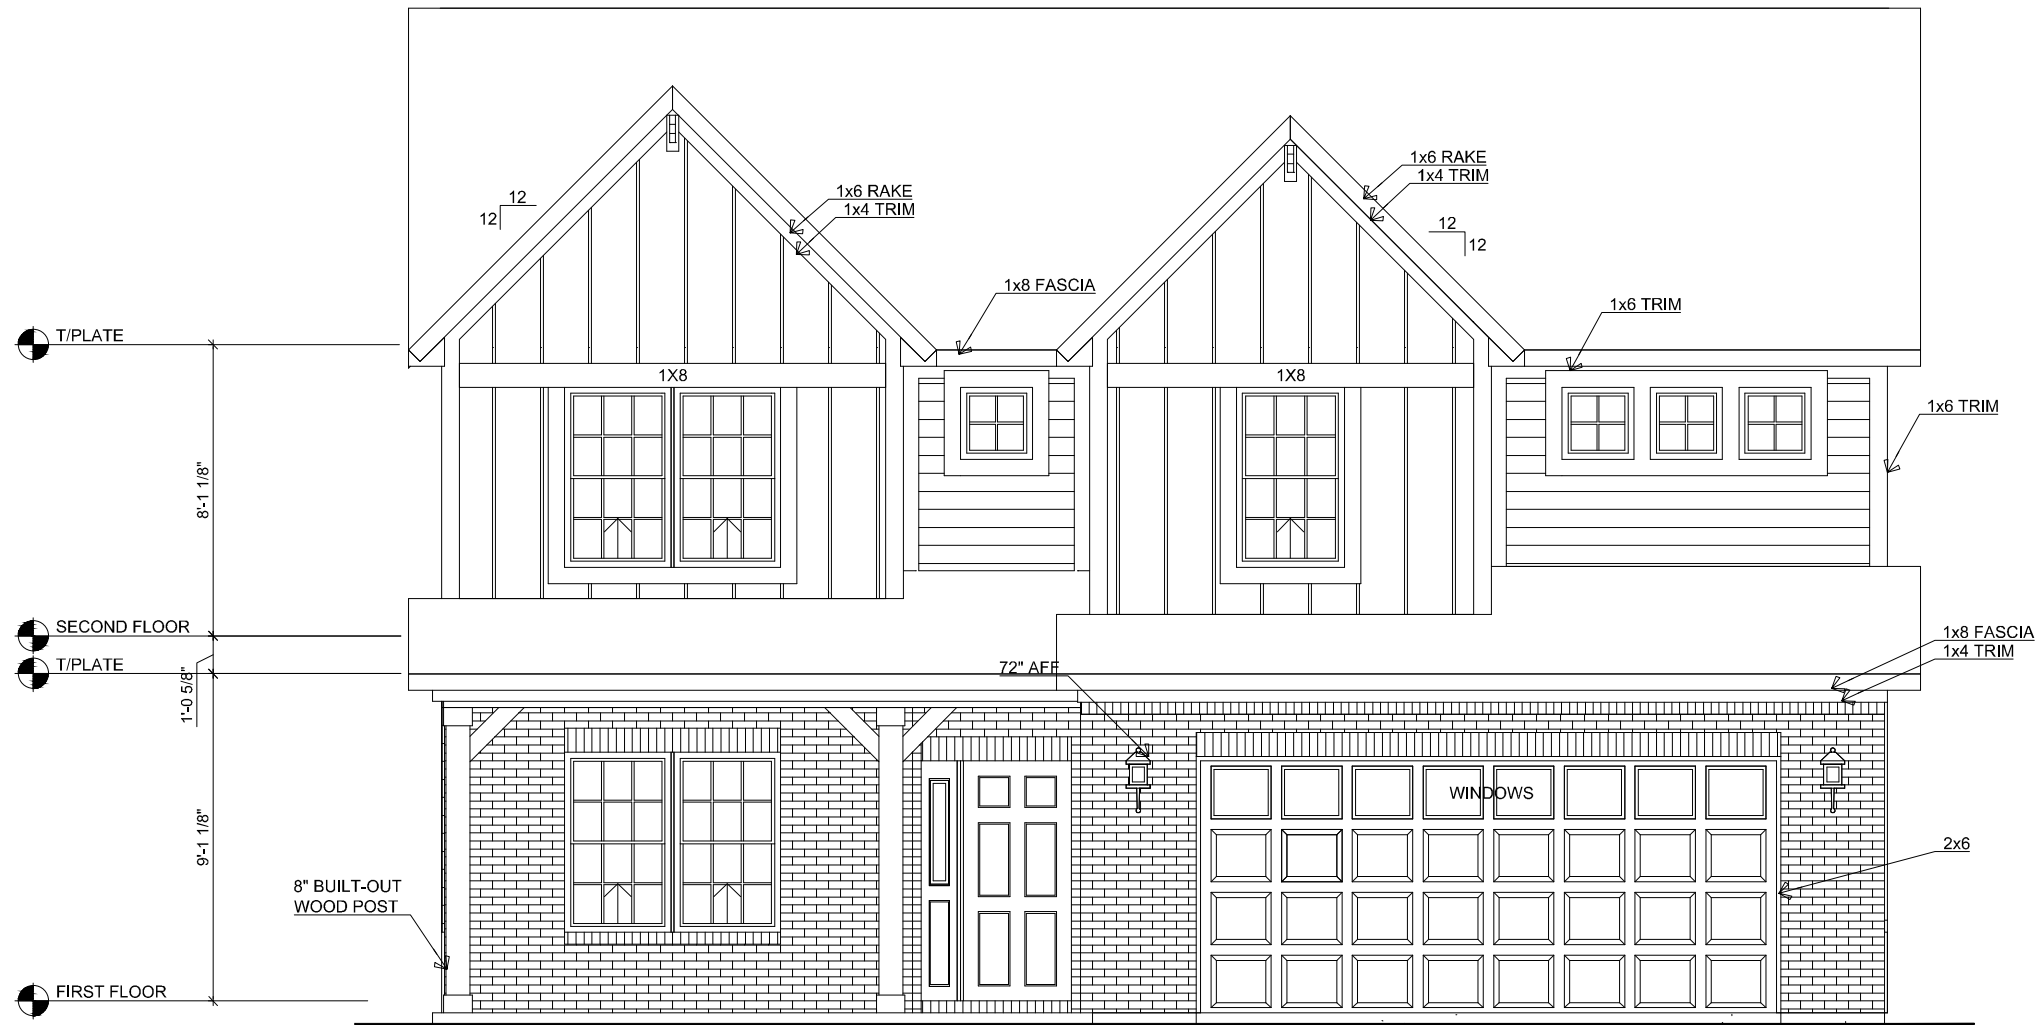 1x6 RAKE
1x4 TRIM
1x6 RAKE
1x4 TRIM
12
12
12
12
1x8 FASCIA
1x6 TRIM
T/PLATE
1X8
1X8
1x6 TRIM
8'-1 1/8"
SECOND FLOOR
T/PLATE
1'-0 5/8"
72" AFF
1x8 FASCIA
1x4 TRIM
WINDOWS
9'-1 1/8"
2x6
8" BUILT-OUT
WOOD POST
FIRST FLOOR